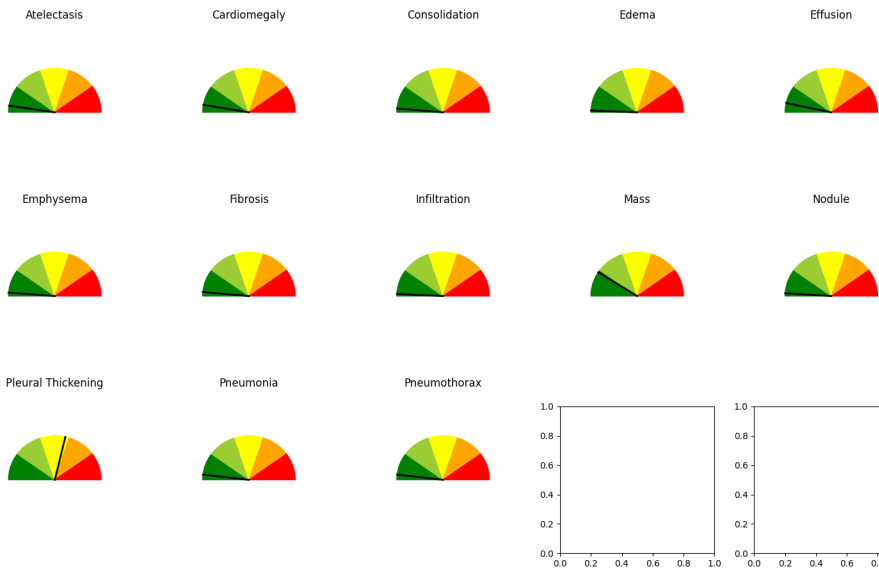 Atelectasis
Cardiomegaly
Consolidation
Edema
Effusion
Emphysema
Fibrosis
Infiltration
Mass
Nodule
Pleural Thickening
Pneumonia
Pneumothorax
1.0
0.8
0.6
0.4
0.2
0.0
0.0 0.2 0.4 0.6 0.8 1.0
1.0
0.8
0.6
0.4
0.2
0.0
0.0 0.2 0.4 0.6